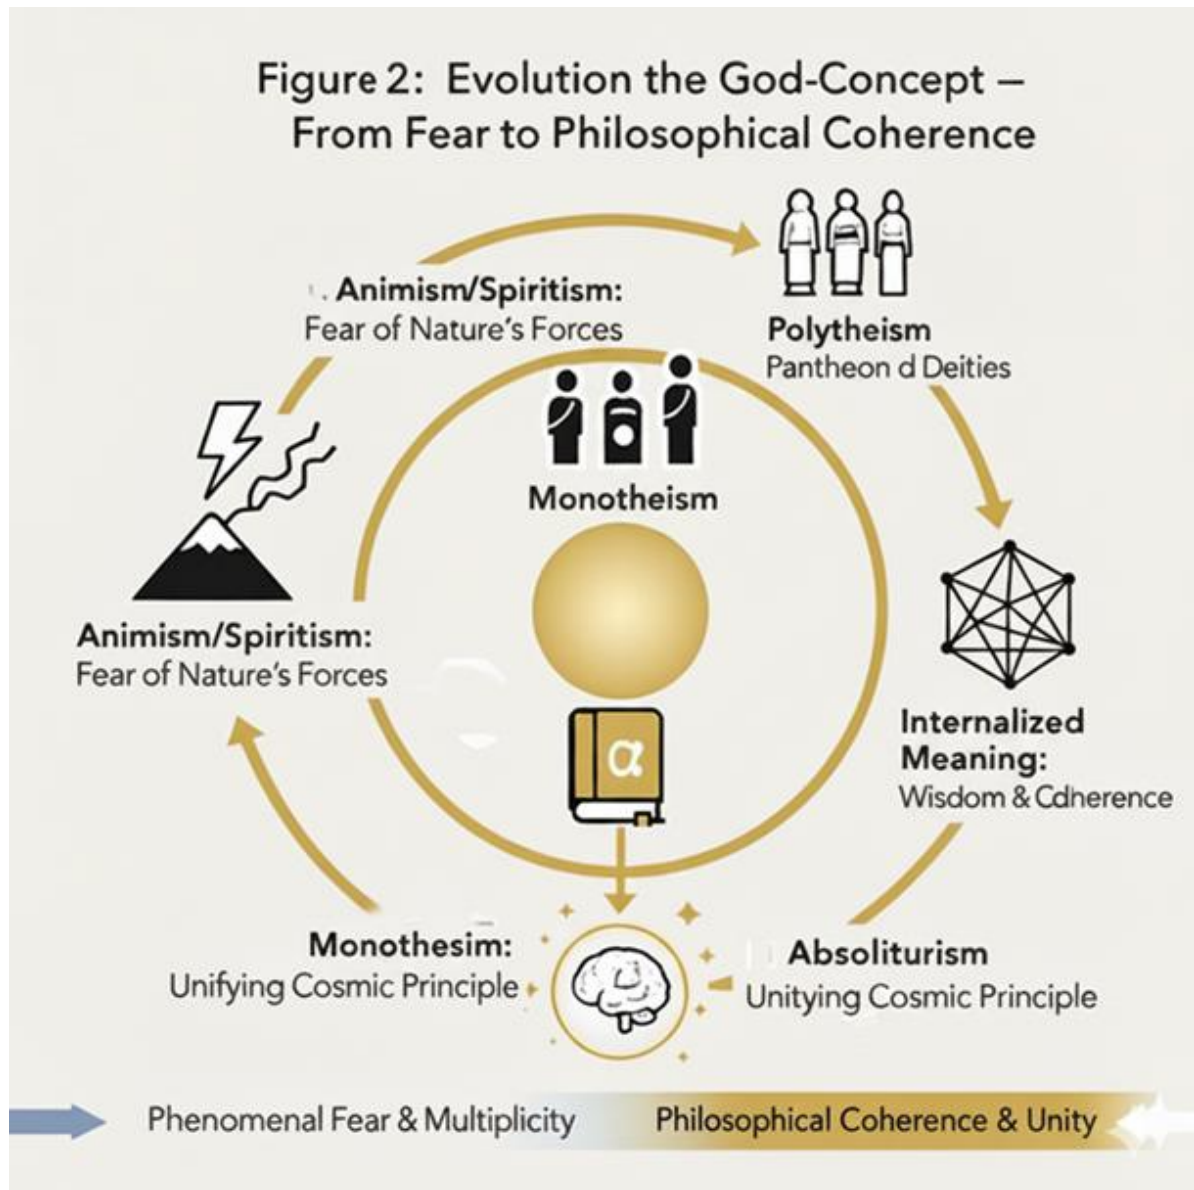 Figure 2: Evolution the God-Concept –
From Fear to Philosophical Coherence
Animism/Spiritism:
Fear of Nature's Forces
Polytheism
Pantheon d Deities
Monotheism
Animism/Spiritism:
Fear of Nature's Forces
α
Internalized
Meaning:
Wisdom & Cdherence
Monothesim:
Unifying Cosmic Principle
Absoliturism
Unitying Cosmic Principle
Phenomenal Fear & Multiplicity
Philosophical Coherence & Unity